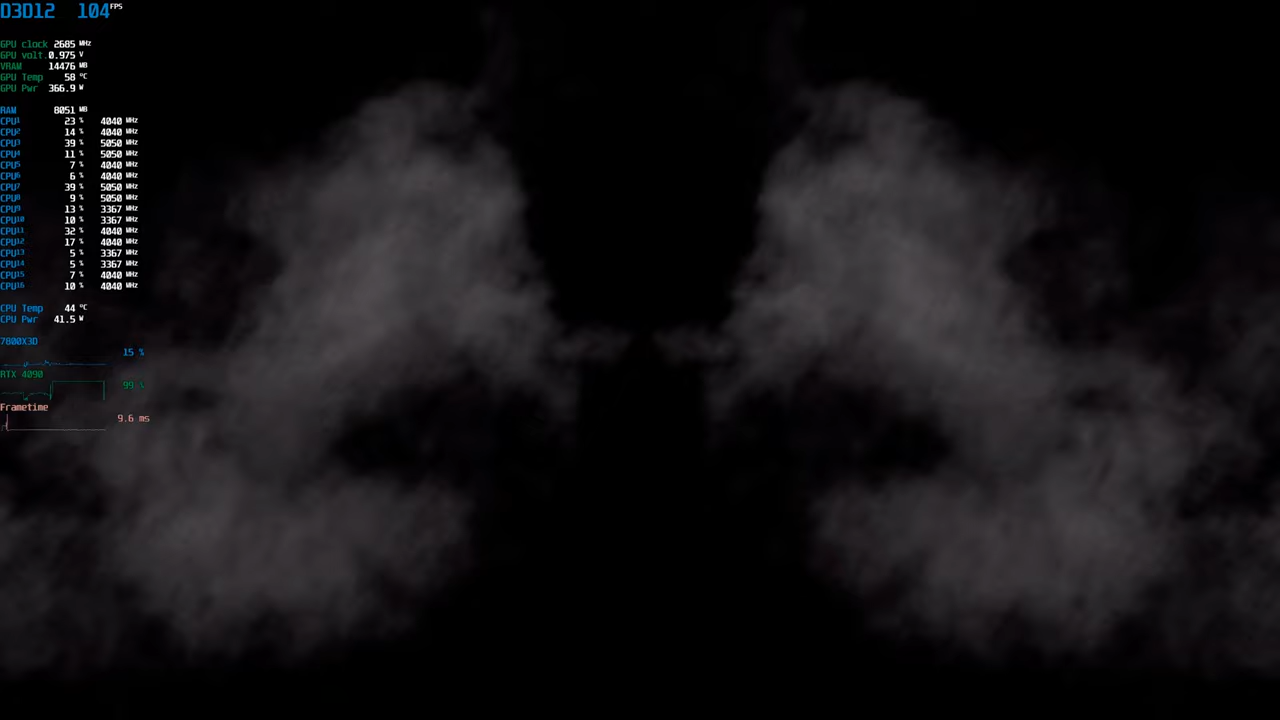 D3D12 104 FPS
GPU clock 2685 MHz
GPU volt. 0.975 V
VRAM 14476 MB
GPU Temp 58 °C
GPU Pwr 366.9 W
RAM 8051 MB
CPU1 23 % 4040 MHz
CPU2 14 % 4040 MHz
CPU3 39 % 5050 MHz
CPU4 11 % 5050 MHz
CPU5 7 % 4040 MHz
CPU6 6 % 4040 MHz
CPU7 39 % 5050 MHz
CPU8 9 % 5050 MHz
CPU9 13 % 3367 MHz
CPU10 10 % 3367 MHz
CPU11 32 % 4040 MHz
CPU12 17 % 4040 MHz
CPU13 5 % 3367 MHz
CPU14 5 % 3367 MHz
CPU15 7 % 4040 MHz
CPU16 10 % 4040 MHz
CPU Temp 44 °C
CPU Pwr 41.5 W
7800X3D
15 %
RTX 4090
99 %
Frametime
9.6 ms